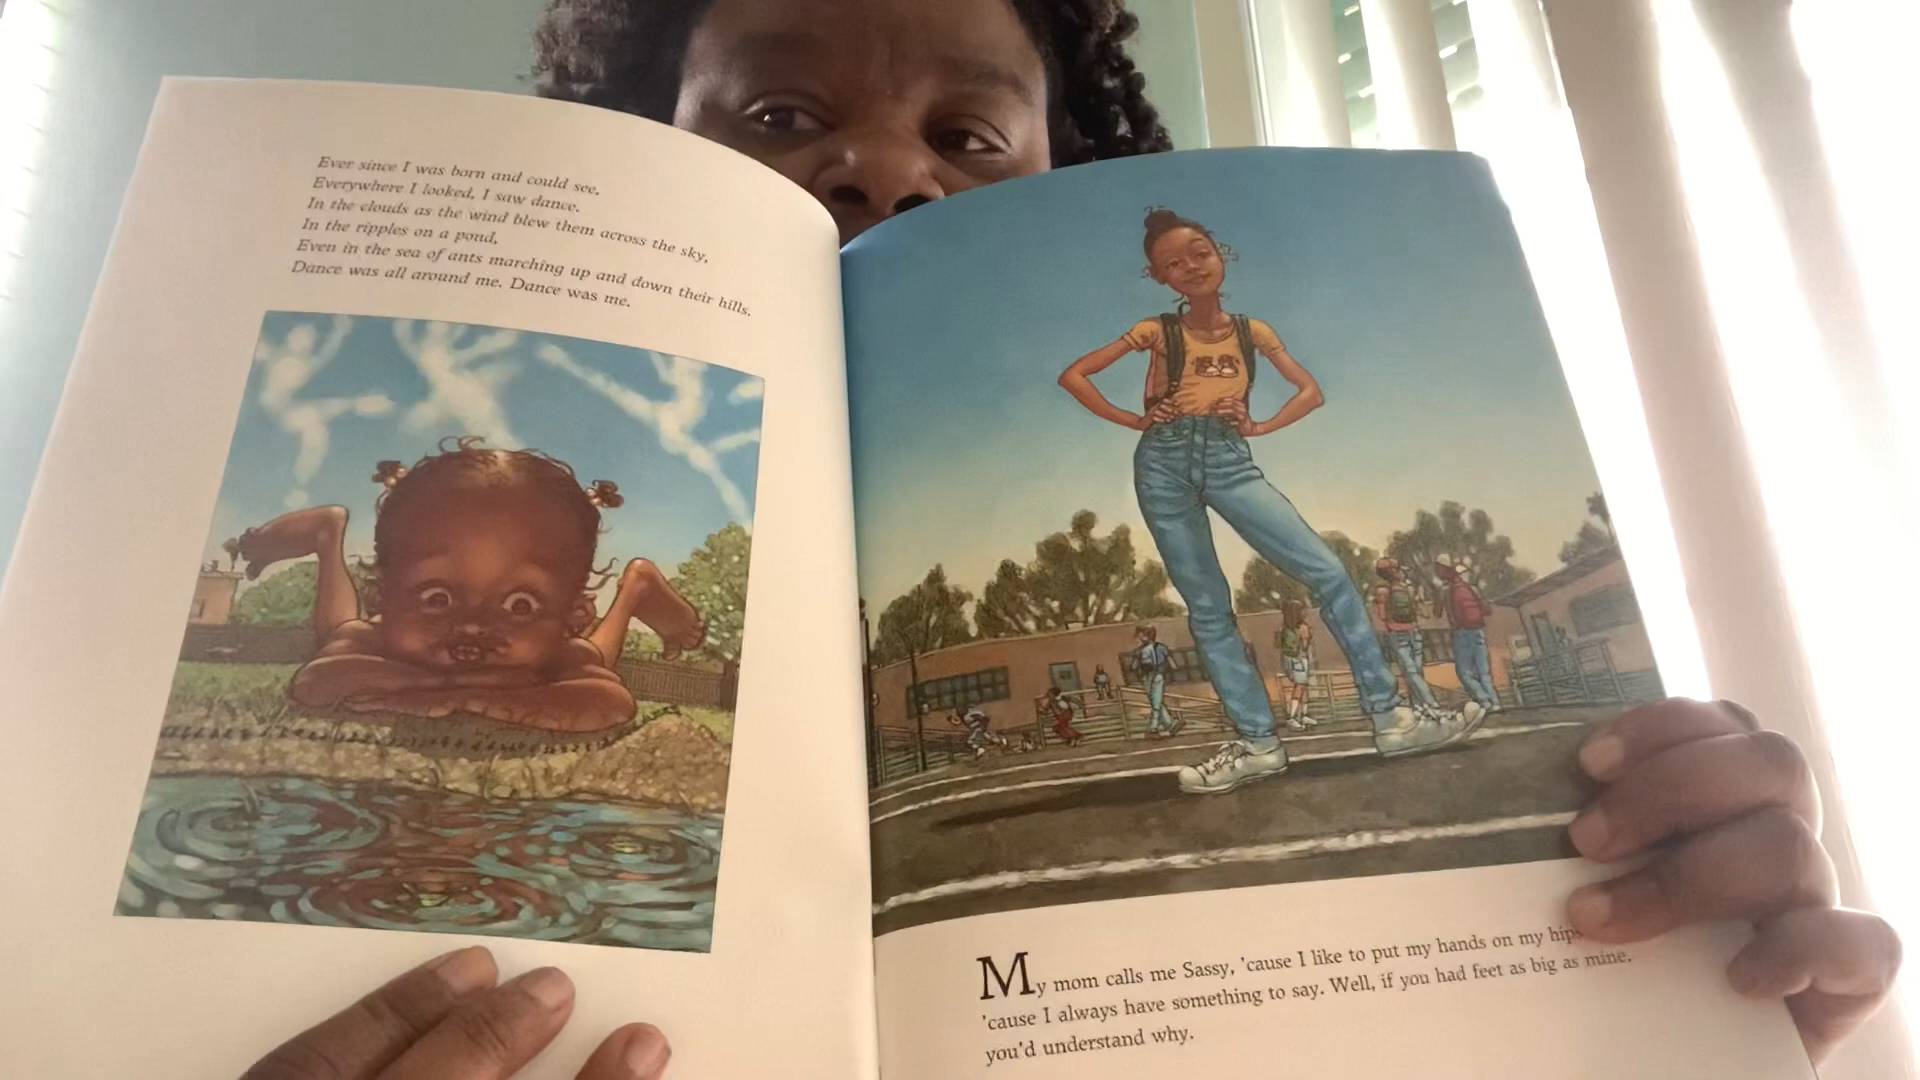 Ever since I was born and could see,
Everywhere I looked, I saw dance.
In the clouds as the wind blew them across the sky,
In the ripples on a pond,
Even in the sea of ants marching up and down their hills.
Dance was all around me. Dance was me.
My mom calls me Sassy, 'cause I like to put my hands on my hips
'cause I always have something to say. Well, if you had feet as big as mine,
you'd understand why.